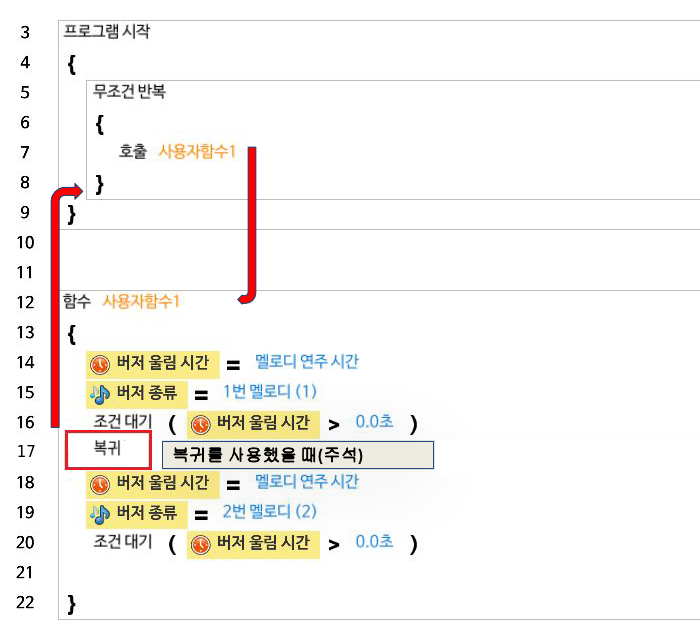 3 프로그램 시작
4 {
5 무조건 반복
6 {
7 호출 사용자함수1
8 }
9 }
10
11
12 함수 사용자함수1
13 {
14 버저 울림 시간 = 멜로디 연주 시간
15 버저 종류 = 1번 멜로디 (1)
16 조건 대기 ( 버저 울림 시간 > 0.0초 )
17 복귀 복귀를 사용했을 때(주석)
18 버저 울림 시간 = 멜로디 연주 시간
19 버저 종류 = 2번 멜로디 (2)
20 조건 대기 ( 버저 울림 시간 > 0.0초 )
21
22 }